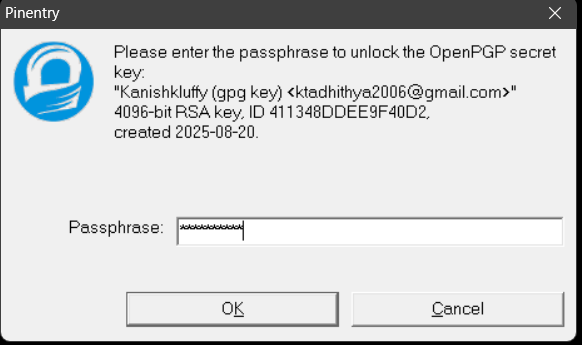 Pinentry
Please enter the passphrase to unlock the OpenPGP secret
key:
"Kanishkluffy (gpg key) <ktadhithya2006@gmail.com>"
4096-bit RSA key, ID 411348DDEE9F40D2,
created 2025-08-20.
Passphrase: **********
OK
Cancel